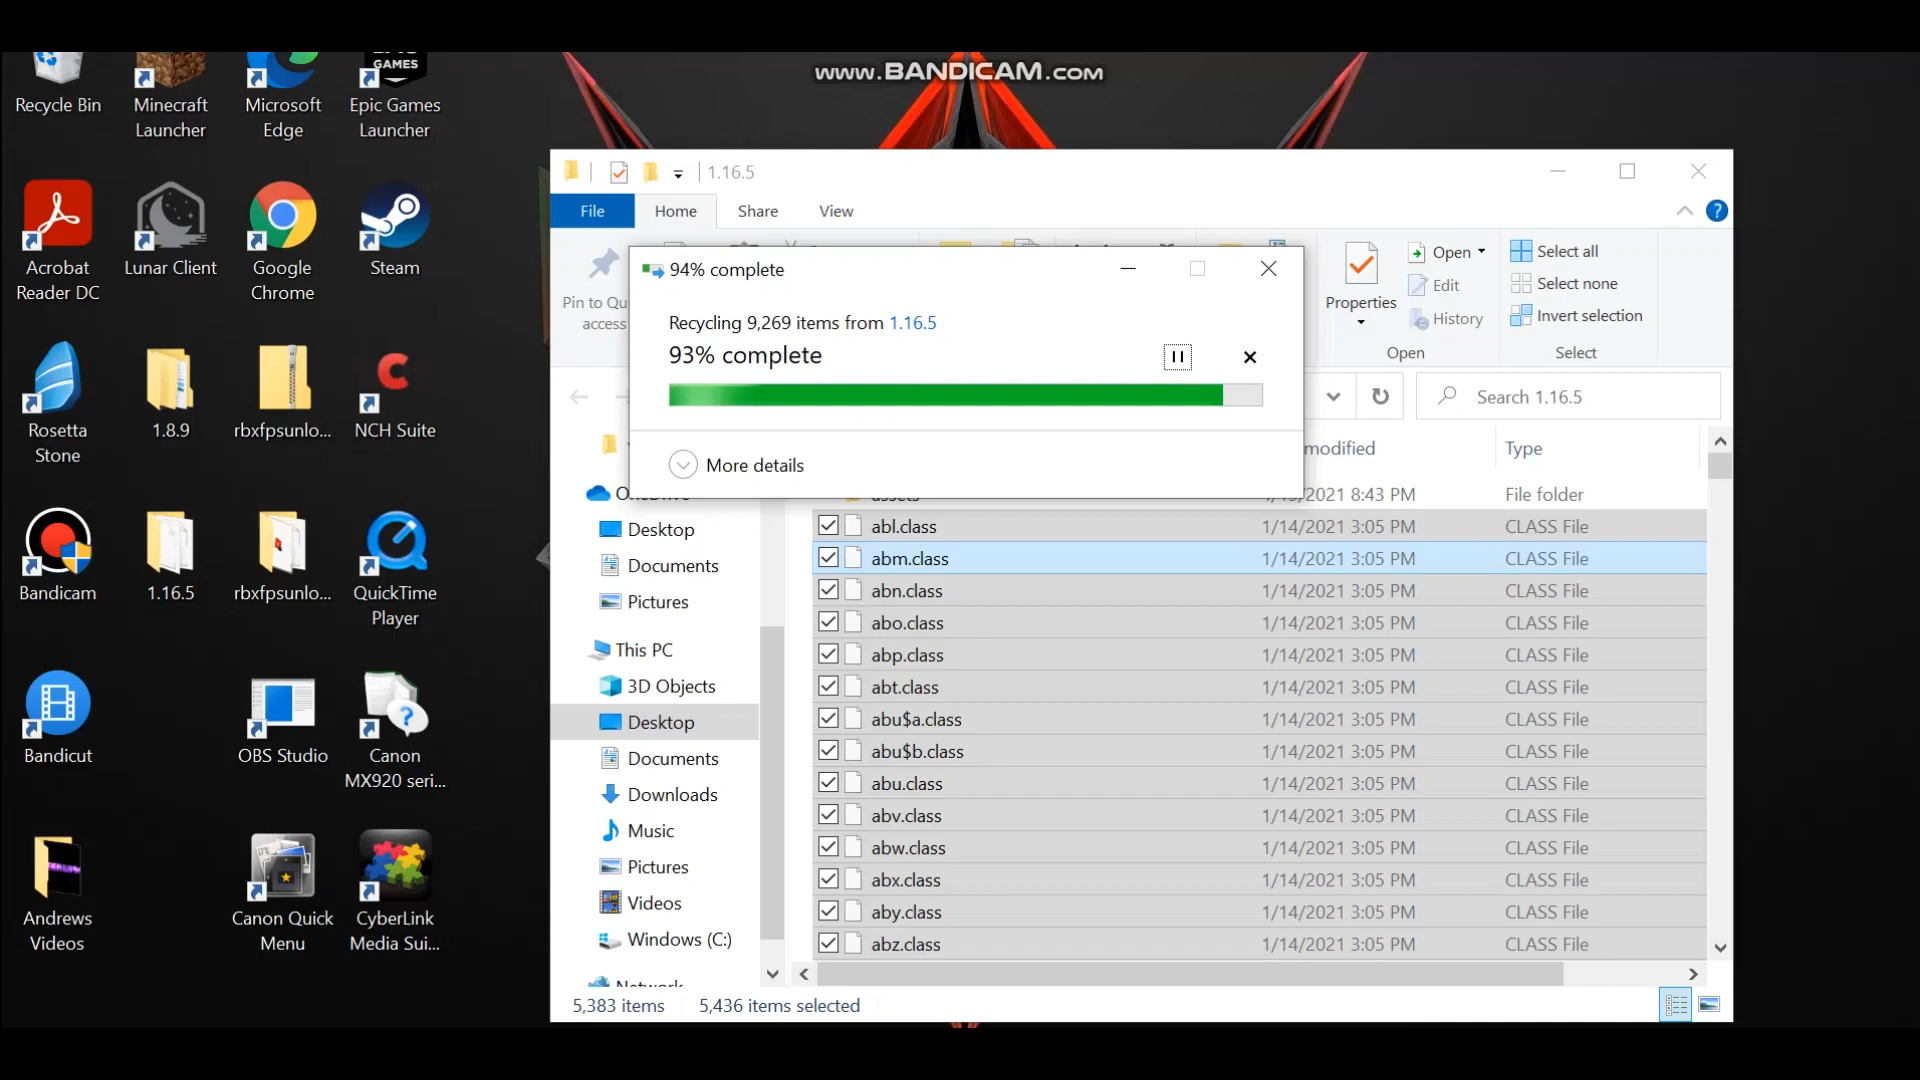 www.BANDICAM.com
GAMES
Recycle Bin
Minecraft
Launcher
Microsoft
Edge
Epic Games
Launcher
Acrobat
Reader DC
Lunar Client
Google
Chrome
Steam
Rosetta
Stone
1.8.9
rbxfpsunlo...
NCH Suite
Bandicam
1.16.5
rbxfpsunlo...
QuickTime
Player
Bandicut
OBS Studio
Canon
MX920 seri...
Andrews
Videos
Canon Quick
Menu
CyberLink
Media Sui...
1.16.5
File
Home
Share
View
Pin to Qu
access
Properties
Open
Edit
History
Open
Select all
Select none
Invert selection
Select
94% complete
Recycling 9,269 items from 1.16.5
93% complete
More details
Search 1.16.5
modified
Type
OneDrive
Desktop
Documents
Pictures
This PC
3D Objects
Desktop
Documents
Downloads
Music
Pictures
Videos
Windows (C:)
Network
assets 1/15/2021 8:43 PM File folder
abl.class 1/14/2021 3:05 PM CLASS File
abm.class 1/14/2021 3:05 PM CLASS File
abn.class 1/14/2021 3:05 PM CLASS File
abo.class 1/14/2021 3:05 PM CLASS File
abp.class 1/14/2021 3:05 PM CLASS File
abt.class 1/14/2021 3:05 PM CLASS File
abu$a.class 1/14/2021 3:05 PM CLASS File
abu$b.class 1/14/2021 3:05 PM CLASS File
abu.class 1/14/2021 3:05 PM CLASS File
abv.class 1/14/2021 3:05 PM CLASS File
abw.class 1/14/2021 3:05 PM CLASS File
abx.class 1/14/2021 3:05 PM CLASS File
aby.class 1/14/2021 3:05 PM CLASS File
abz.class 1/14/2021 3:05 PM CLASS File
5,383 items
5,436 items selected